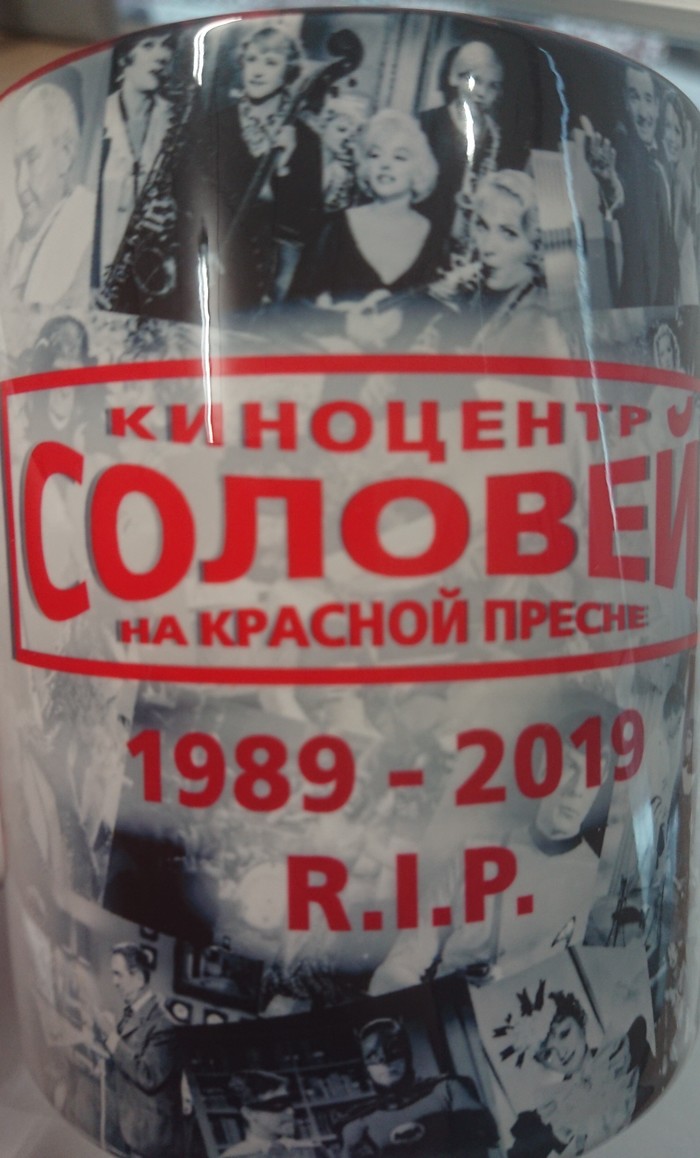 КИНОЦЕНТР
СОЛОВЕЙ
НА КРАСНОЙ ПРЕСНЕ
1989 - 2019
R.I.P.